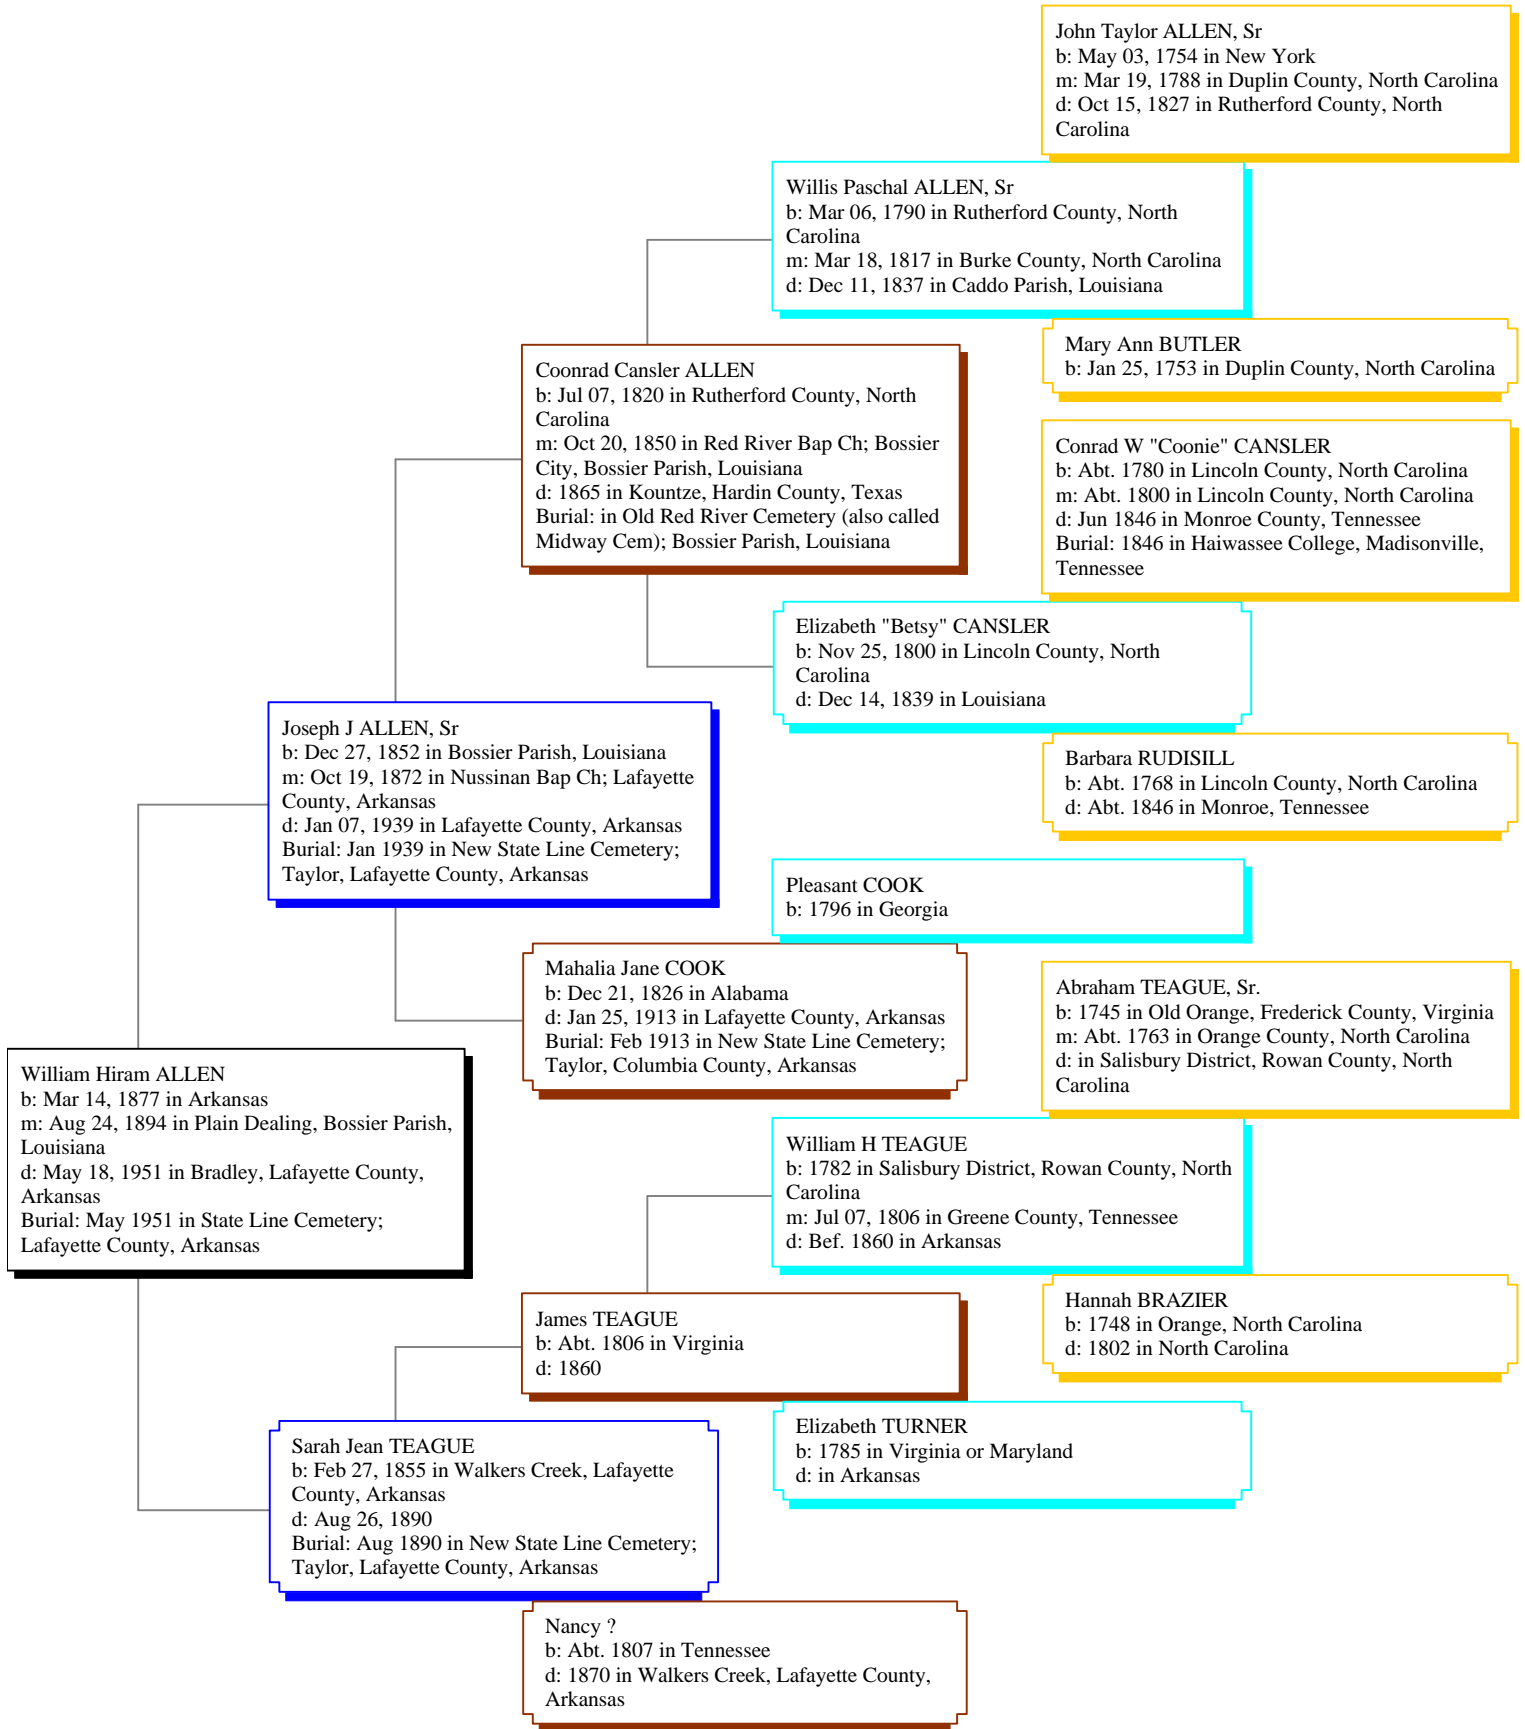 John Taylor ALLEN, Sr
b: May 03, 1754 in New York
m: Mar 19, 1788 in Duplin County, North Carolina
d: Oct 15, 1827 in Rutherford County, North
Carolina
Willis Paschal ALLEN, Sr
b: Mar 06, 1790 in Rutherford County, North
Carolina
m: Mar 18, 1817 in Burke County, North Carolina
d: Dec 11, 1837 in Caddo Parish, Louisiana
Mary Ann BUTLER
b: Jan 25, 1753 in Duplin County, North Carolina
Coonrad Cansler ALLEN
b: Jul 07, 1820 in Rutherford County, North
Carolina
m: Oct 20, 1850 in Red River Bap Ch; Bossier
City, Bossier Parish, Louisiana
d: 1865 in Kountze, Hardin County, Texas
Burial: in Old Red River Cemetery (also called
Midway Cem); Bossier Parish, Louisiana
Conrad W "Coonie" CANSLER
b: Abt. 1780 in Lincoln County, North Carolina
m: Abt. 1800 in Lincoln County, North Carolina
d: Jun 1846 in Monroe County, Tennessee
Burial: 1846 in Haiwassee College, Madisonville,
Tennessee
Elizabeth "Betsy" CANSLER
b: Nov 25, 1800 in Lincoln County, North
Carolina
d: Dec 14, 1839 in Louisiana
Joseph J ALLEN, Sr
b: Dec 27, 1852 in Bossier Parish, Louisiana
m: Oct 19, 1872 in Nussinan Bap Ch; Lafayette
County, Arkansas
d: Jan 07, 1939 in Lafayette County, Arkansas
Burial: Jan 1939 in New State Line Cemetery;
Taylor, Lafayette County, Arkansas
Barbara RUDISILL
b: Abt. 1768 in Lincoln County, North Carolina
d: Abt. 1846 in Monroe, Tennessee
Pleasant COOK
b: 1796 in Georgia
Mahalia Jane COOK
b: Dec 21, 1826 in Alabama
d: Jan 25, 1913 in Lafayette County, Arkansas
Burial: Feb 1913 in New State Line Cemetery;
Taylor, Columbia County, Arkansas
Abraham TEAGUE, Sr.
b: 1745 in Old Orange, Frederick County, Virginia
m: Abt. 1763 in Orange County, North Carolina
d: in Salisbury District, Rowan County, North
Carolina
William Hiram ALLEN
b: Mar 14, 1877 in Arkansas
m: Aug 24, 1894 in Plain Dealing, Bossier Parish,
Louisiana
d: May 18, 1951 in Bradley, Lafayette County,
Arkansas
Burial: May 1951 in State Line Cemetery;
Lafayette County, Arkansas
William H TEAGUE
b: 1782 in Salisbury District, Rowan County, North
Carolina
m: Jul 07, 1806 in Greene County, Tennessee
d: Bef. 1860 in Arkansas
Hannah BRAZIER
b: 1748 in Orange, North Carolina
d: 1802 in North Carolina
James TEAGUE
b: Abt. 1806 in Virginia
d: 1860
Elizabeth TURNER
b: 1785 in Virginia or Maryland
d: in Arkansas
Sarah Jean TEAGUE
b: Feb 27, 1855 in Walkers Creek, Lafayette
County, Arkansas
d: Aug 26, 1890
Burial: Aug 1890 in New State Line Cemetery;
Taylor, Lafayette County, Arkansas
Nancy ?
b: Abt. 1807 in Tennessee
d: 1870 in Walkers Creek, Lafayette County,
Arkansas